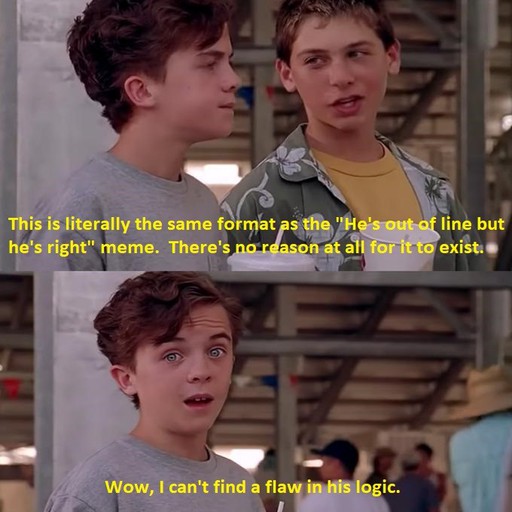 This is literally the same format as the "He's out of line but
he's right" meme.  There's no reason at all for it to exist.
Wow, I can't find a flaw in his logic.